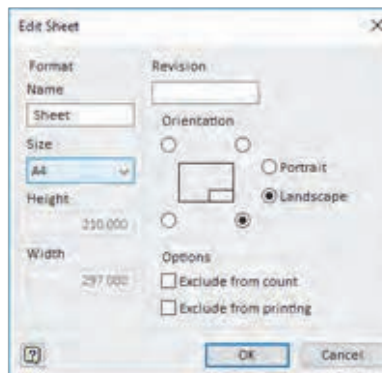 Edit Sheet
Format
Name
Sheet
Size
A4
Height
210.000
Width
297.000
Revision
Orientation
Portrait
Landscape
Options
Exclude from count
Exclude from printing
?
OK
Cancel